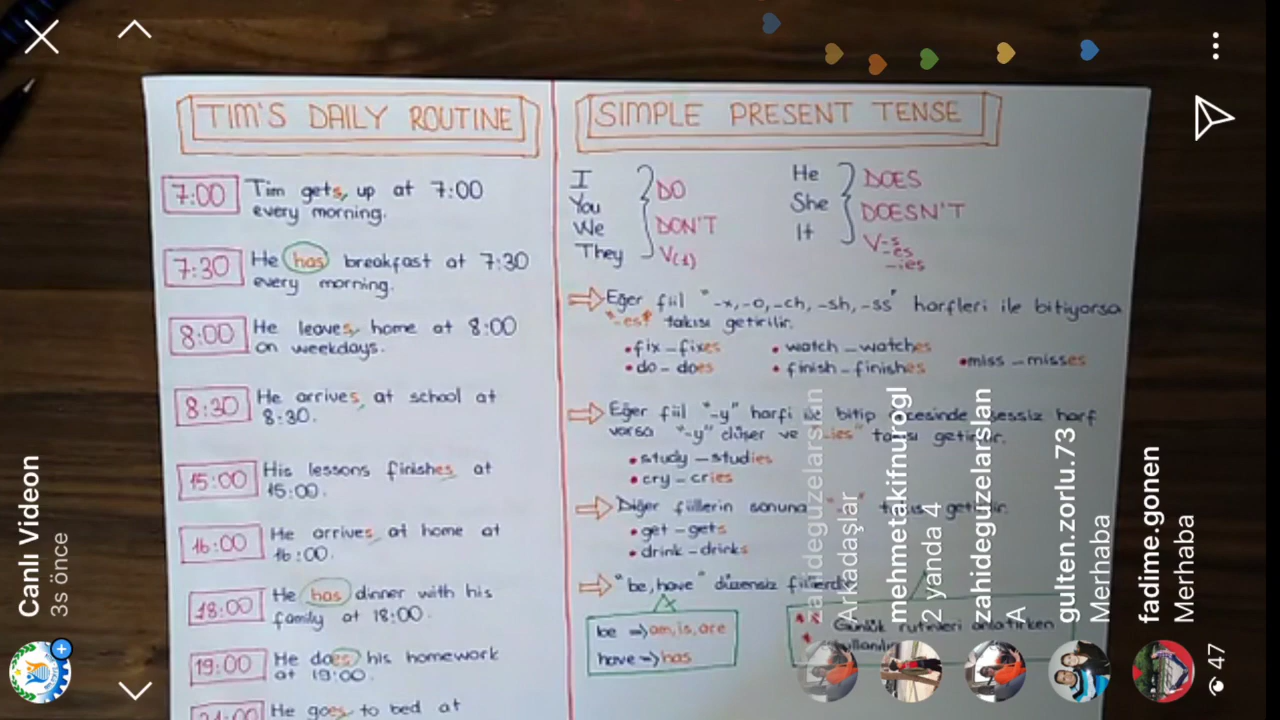 TIM'S DAILY ROUTINE
7:00
Tim gets up at 7:00
every morning.
7:30
He has breakfast at 7:30
every morning.
8:00
He leaves home at 8:00
on weekdays.
8:30
He arrives at school at
8:30.
15:00
His lessons finishes at
15:00.
16:00
He arrives at home at
16:00.
18:00
He has dinner with his
family at 18:00.
19:00
He does his homework
at 19:00.
21:00
He goes to bed at
SIMPLE PRESENT TENSE
I
You
We
They
DO
DON'T
V(1)
He
She
It
DOES
DOESN'T
V-s
-es
-ies
Eğer fiil "-x,-o,-ch,-sh,-ss" harfleri ile bitiyorsa
"-es" takısı getirilir.
• fix – fixes
• do – does
• watch – watches
• finish – finishes
• miss – misses
Eğer fiil "-y" harfi ile bitip öncesinde sessiz harf
varsa "-y" düşer ve "-ies" takısı getirilir.
• study – studies
• cry – cries
Diğer fiillerin sonuna takısı getirilir.
• get – gets
• drink – drinks
"be, have" düzensiz fiillerdir
be => am, is, are
have => has
Günlük rutinleri anlatırken
kullanılır
Canlı Videon
3s önce
zahideguzelarslan
Arkadaşlar
mehmetakifnurogl
2 yanda 4
zahideguzelarslan
A
gulten.zorlu.73
Merhaba
fadime.gonen
Merhaba
47